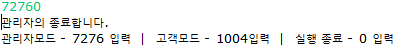 72760
관리자의 종료합니다.
관리자모드 - 7276 입력 | 고객모드 - 1004입력 | 실행 종료 - 0 입력